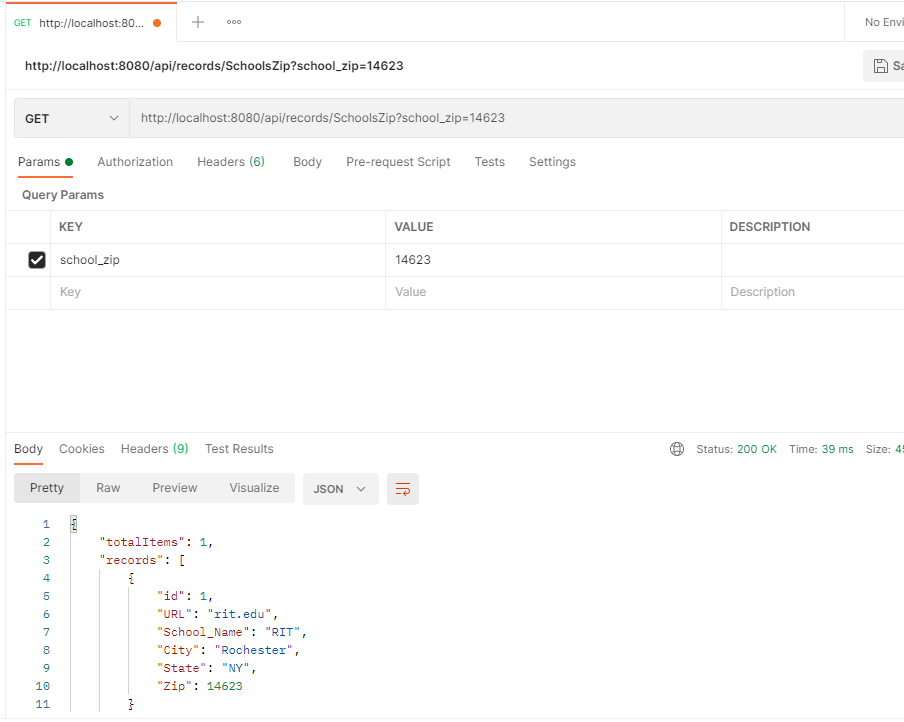 GET http://localhost:80... + ooo No Envi
http://localhost:8080/api/records/SchoolsZip?school_zip=14623 Sa
GET http://localhost:8080/api/records/SchoolsZip?school_zip=14623
Params Authorization Headers (6) Body Pre-request Script Tests Settings
Query Params
KEY VALUE DESCRIPTION
school_zip 14623
Key Value Description
Body Cookies Headers (9) Test Results Status: 200 OK Time: 39 ms Size: 45
Pretty Raw Preview Visualize JSON
1 {
2 "totalItems": 1,
3 "records": [
4 {
5 "id": 1,
6 "URL": "rit.edu",
7 "School_Name": "RIT",
8 "City": "Rochester",
9 "State": "NY",
10 "Zip": 14623
11 }